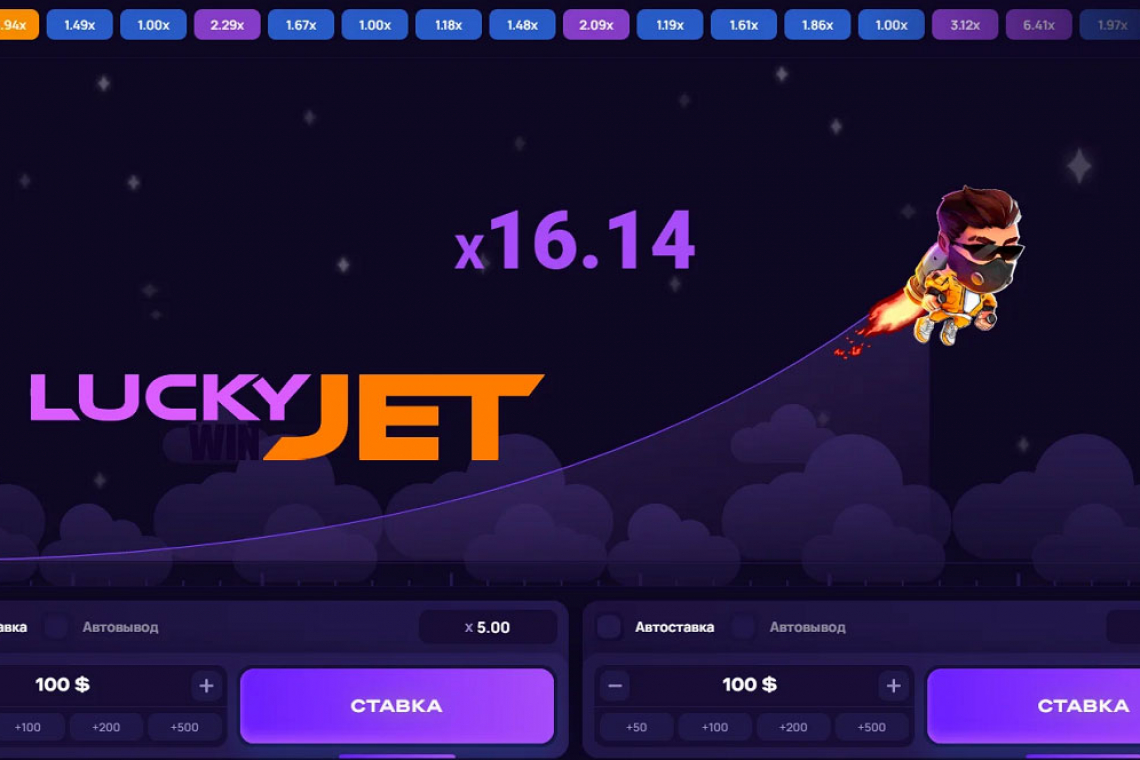 .94x 1.49x 1.00x 2.29x 1.67x 1.00x 1.18x 1.48x 2.09x 1.19x 1.61x 1.86x 1.00x 3.12x 6.41x 1.97x
x16.14
LUCKY JET
WIN
авка Автовывод x 5.00 Автоставка Автовывод
100 $ + СТАВКА − 100 $ + СТАВКА
+100 +200 +500 +50 +100 +200 +500